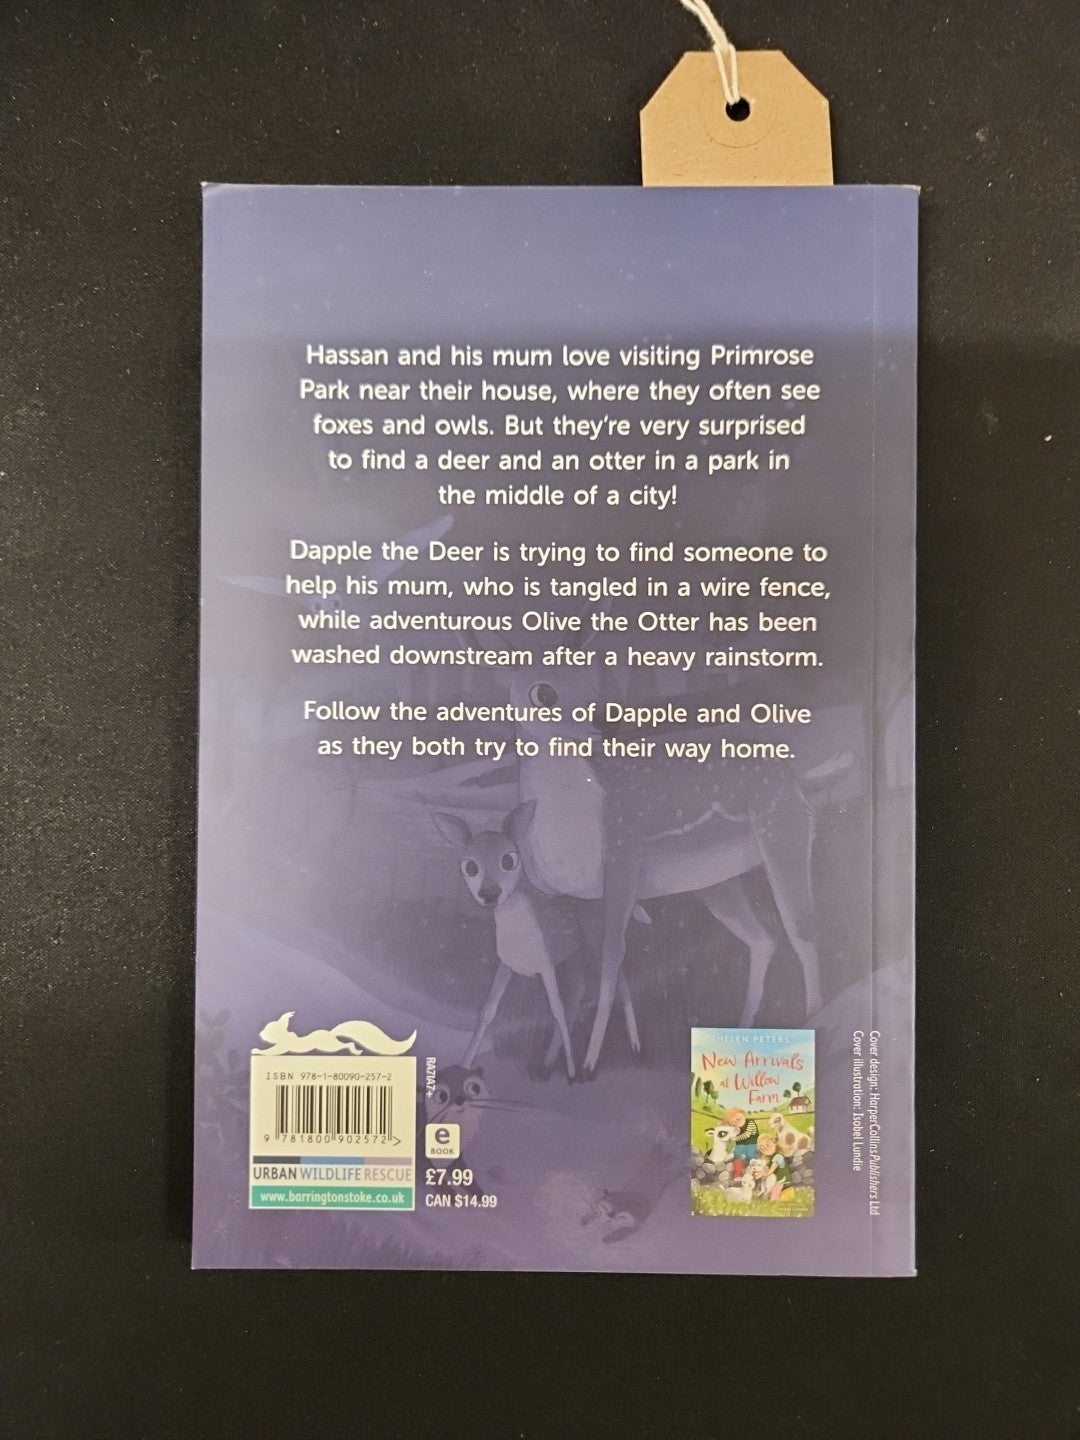 Hassan and his mum love visiting Primrose
Park near their house, where they often see
foxes and owls. But they're very surprised
to find a deer and an otter in a park in
the middle of a city!
Dapple the Deer is trying to find someone to
help his mum, who is tangled in a wire fence,
while adventurous Olive the Otter has been
washed downstream after a heavy rainstorm.
Follow the adventures of Dapple and Olive
as they both try to find their way home.
ISBN 978-1-80090-257-2
9 781800 902572 >
URBAN WILDLIFE RESCUE
www.barringtonstoke.co.uk
RA7IA7+
e
BOOK
£7.99
CAN $14.99
HELEN PETERS
New Arrivals
at Willow
Farm
Cover design: HarperCollinsPublishers Ltd
Cover illustration: Isobel Lundie